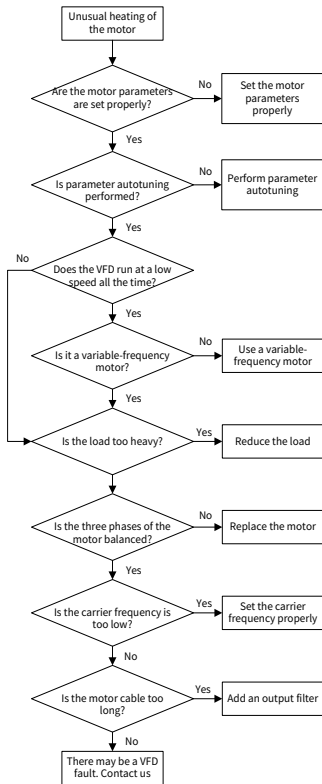 Unusual heating of
the motor
Are the motor parameters
are set properly?
No
Set the motor
parameters
properly
Yes
Is parameter autotuning
performed?
No
Perform parameter
autotuning
Yes
No
Does the VFD run at a low
speed all the time?
Yes
Is it a variable-frequency
motor?
No
Use a variable-
frequency motor
Yes
Is the load too heavy?
Yes
Reduce the load
Is the three phases of the
motor balanced?
No
Replace the motor
Yes
Is the carrier frequency is
too low?
Yes
Set the carrier
frequency properly
No
Is the motor cable too
long?
Yes
Add an output filter
No
There may be a VFD
fault. Contact us